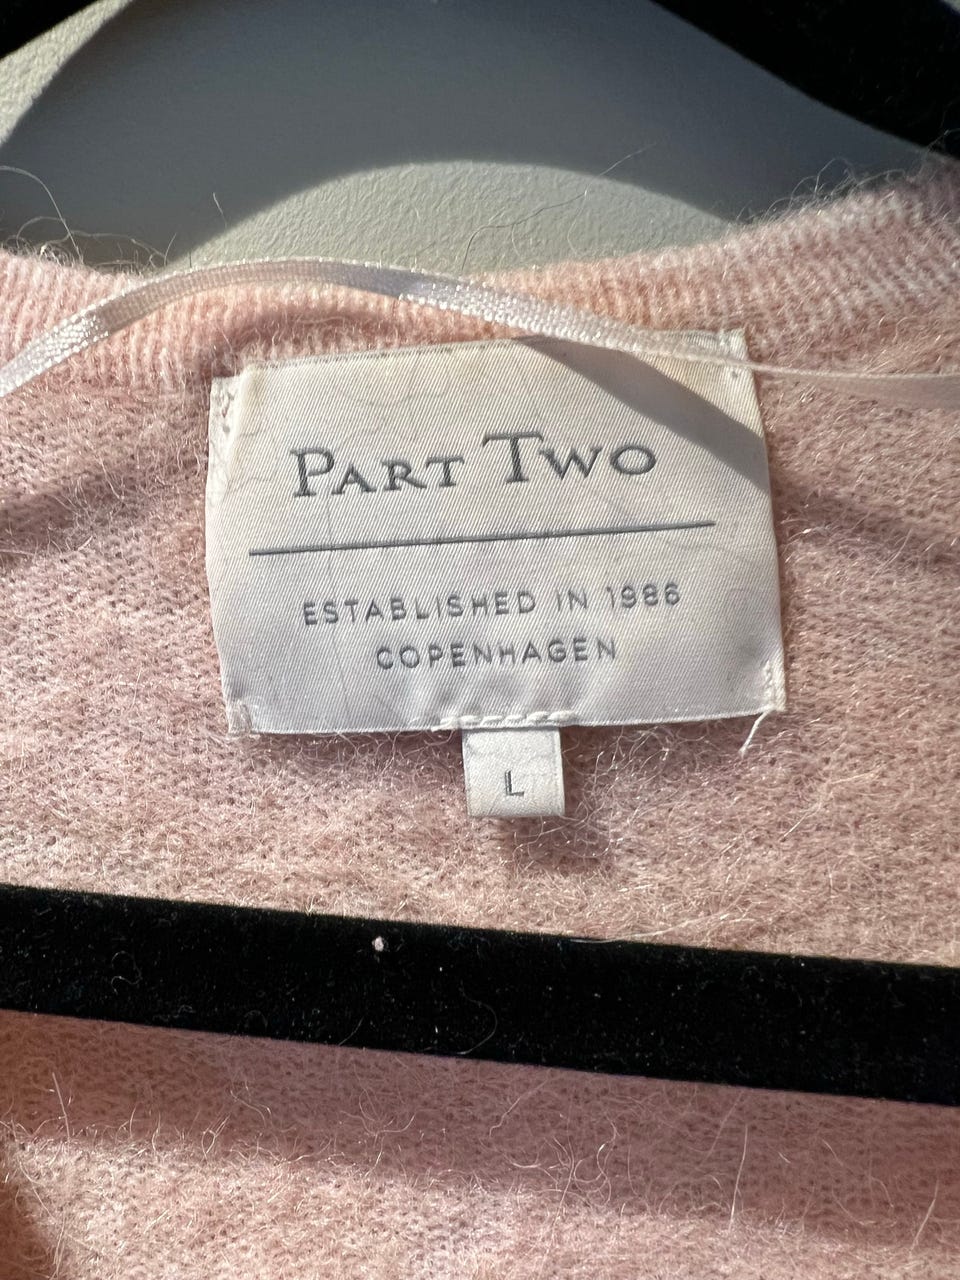 PART TWO
ESTABLISHED IN 1986
COPENHAGEN
L